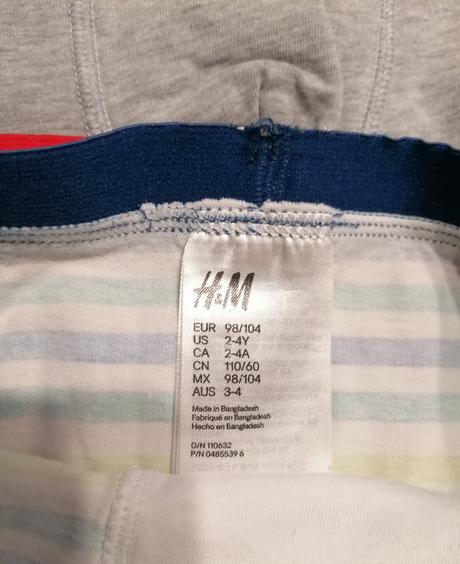 H&M
EUR 98/104
US 2-4Y
CA 2-4A
CN 110/60
MX 98/104
AUS 3-4
Made in Bangladesh
Fabriqué en Bangladesh
Hecho en Bangladesh
O/N 110632
P/N 0485539 6